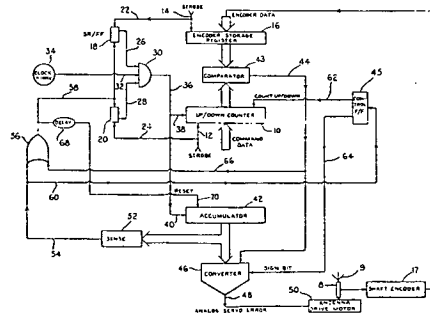 22
14
STROBE
ENCODER DATA
16
ENCODER STORAGE
REGISTER
SR/FF
18
26
34
CLOCK
30
43
COMPARATOR
44
32
58
36
62
45
COUNT UP/DOWN
CONTROL
F/F
28
UP/DOWN COUNTER
38
10
20
24
12
COMMAND
DATA
STROBE
56
DELAY
68
66
64
60
RESET
70
42
ACCUMULATOR
40
52
SENSE
54
46
CONVERTER
SIGN BIT
48
9
8
17
50
SHAFT ENCODER
ANTENNA
DRIVE MOTOR
ANALOG SERVO ERROR